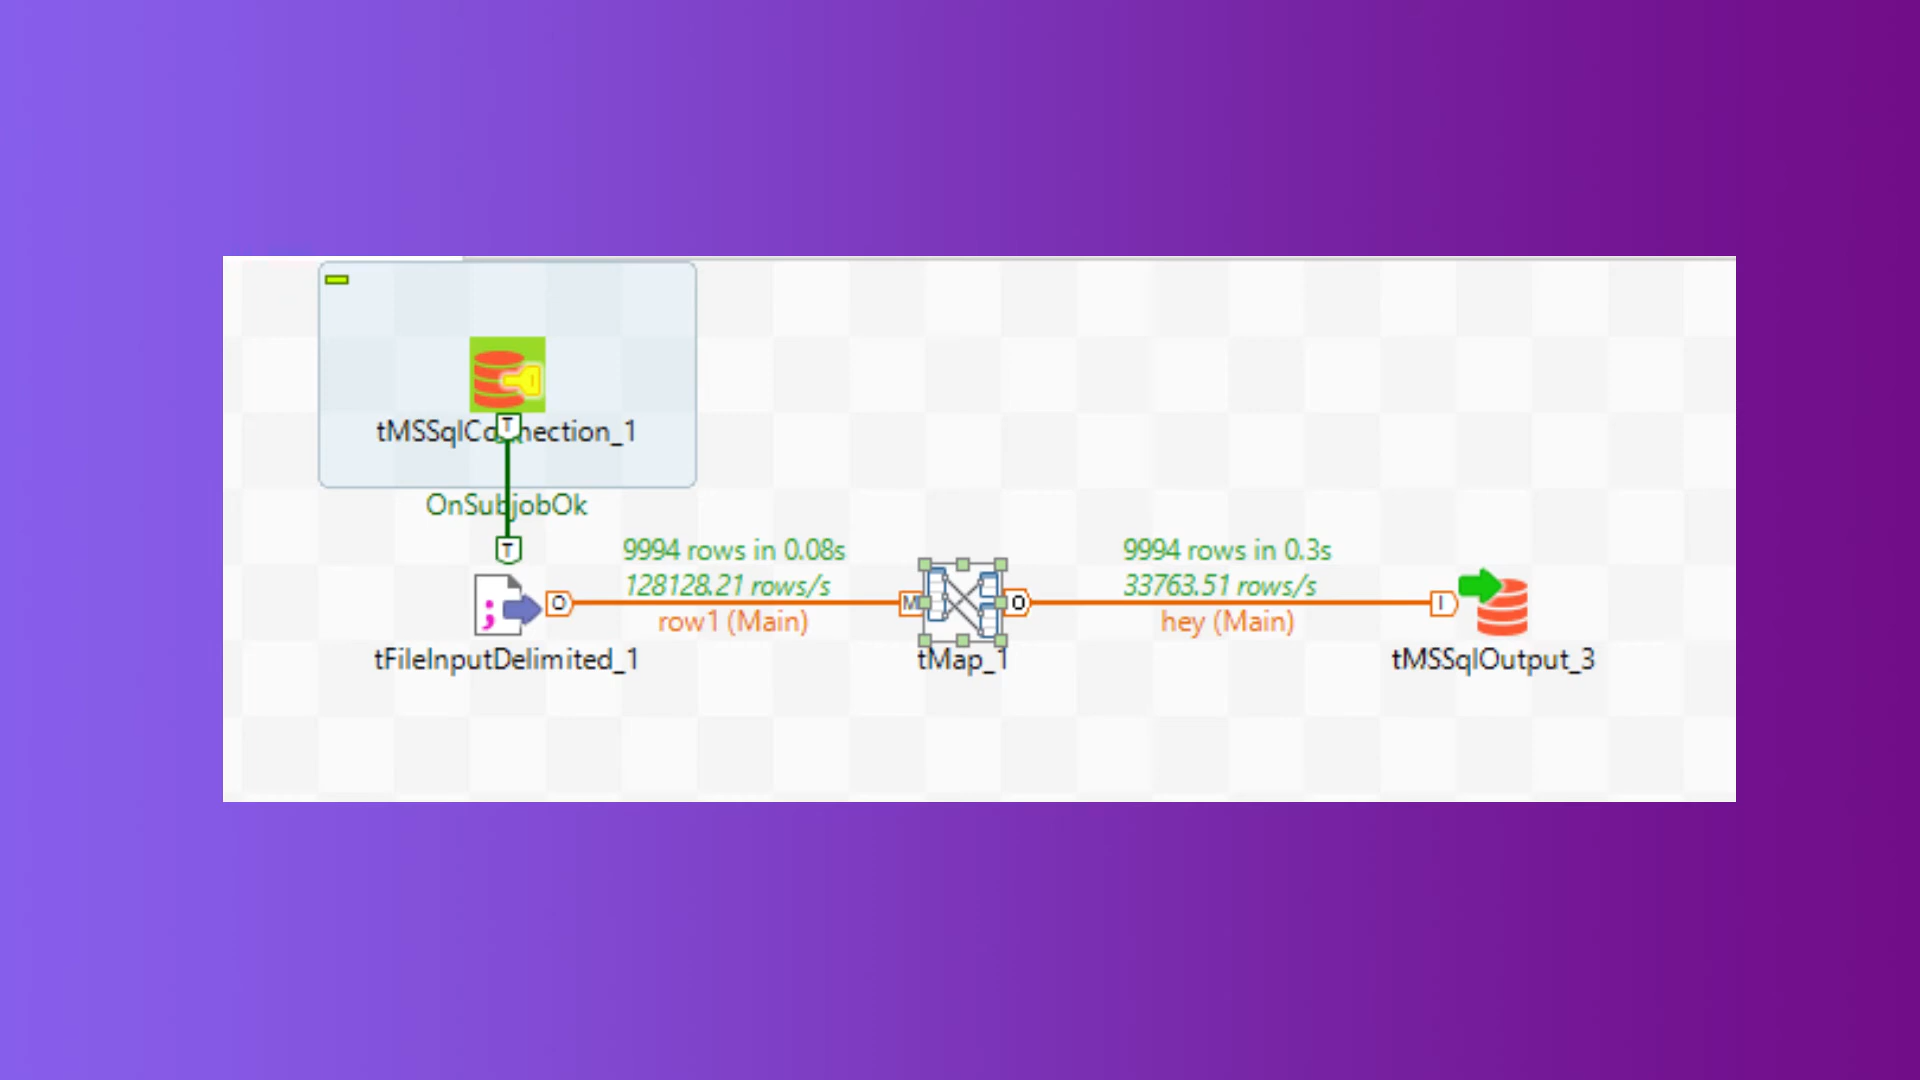 tMSSqlConnection_1
T
OnSubjobOk
T
9994 rows in 0.08s
128128.21 rows/s
row1 (Main)
9994 rows in 0.3s
33763.51 rows/s
hey (Main)
O
M
O
I
tFileInputDelimited_1
tMap_1
tMSSqlOutput_3